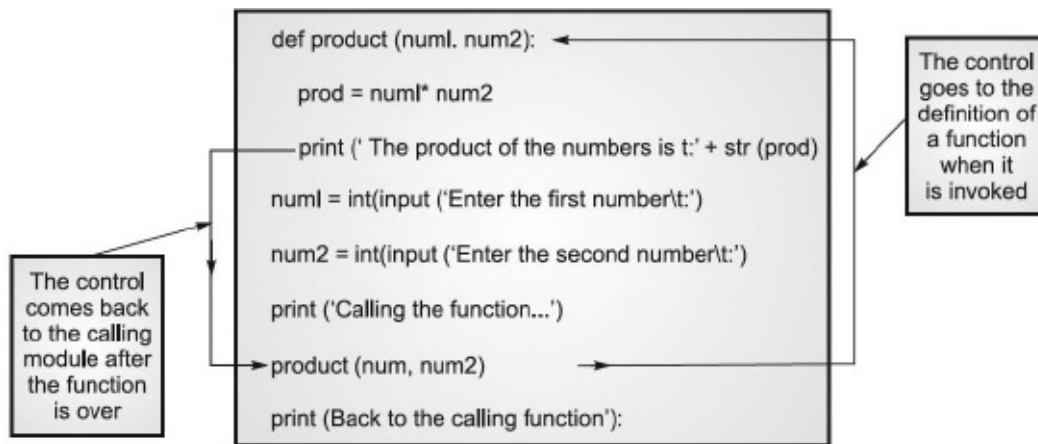 def product (numl. num2):
prod = numl* num2
print (‘ The product of the numbers is t:’ + str (prod)
numl = int(input (‘Enter the first number\t:’)
num2 = int(input (‘Enter the second number\t:’)
print (‘Calling the function...’)
product (num, num2)
print (Back to the calling function’):
The control
goes to the
definition of
a function
when it
is invoked
The control
comes back
to the calling
module after
the function
is over